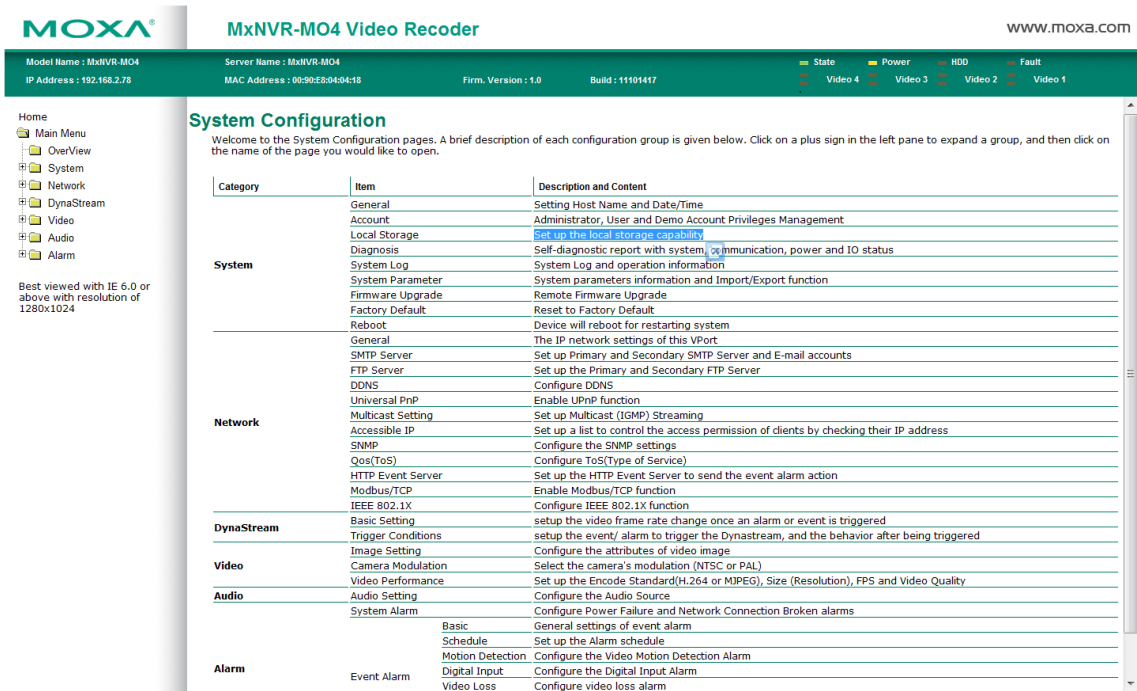 MOXA®
MxNVR-MO4 Video Recoder
www.moxa.com
Model Name : MxNVR-MO4
Server Name : MxNVR-MO4
State
Power
HDD
Fault
IP Address : 192.168.2.78
MAC Address : 00:90:E8:04:04:18
Firm. Version : 1.0
Build : 11101417
Video 4
Video 3
Video 2
Video 1
Home
Main Menu
OverView
System
Network
DynaStream
Video
Audio
Alarm
Best viewed with IE 6.0 or
above with resolution of
1280x1024
System Configuration
Welcome to the System Configuration pages. A brief description of each configuration group is given below. Click on a plus sign in the left pane to expand a group, and then click on
the name of the page you would like to open.
Category Item Description and Content
System
General Setting Host Name and Date/Time
Account Administrator, User and Demo Account Privileges Management
Local Storage Set up the local storage capability
Diagnosis Self-diagnostic report with system, communication, power and IO status
System Log System Log and operation information
System Parameter System parameters information and Import/Export function
Firmware Upgrade Remote Firmware Upgrade
Factory Default Reset to Factory Default
Reboot Device will reboot for restarting system
Network
General The IP network settings of this VPort
SMTP Server Set up Primary and Secondary SMTP Server and E-mail accounts
FTP Server Set up the Primary and Secondary FTP Server
DDNS Configure DDNS
Universal PnP Enable UPnP function
Multicast Setting Set up Multicast (IGMP) Streaming
Accessible IP Set up a list to control the access permission of clients by checking their IP address
SNMP Configure the SNMP settings
Qos(ToS) Configure ToS(Type of Service)
HTTP Event Server Set up the HTTP Event Server to send the event alarm action
Modbus/TCP Enable Modbus/TCP function
IEEE 802.1X Configure IEEE 802.1X function
DynaStream
Basic Setting setup the video frame rate change once an alarm or event is triggered
Trigger Conditions setup the event/ alarm to trigger the Dynastream, and the behavior after being triggered
Video
Image Setting Configure the attributes of video image
Camera Modulation Select the camera's modulation (NTSC or PAL)
Video Performance Set up the Encode Standard(H.264 or MJPEG), Size (Resolution), FPS and Video Quality
Audio Audio Setting Configure the Audio Source
Alarm
System Alarm Configure Power Failure and Network Connection Broken alarms
Event Alarm
Basic General settings of event alarm
Schedule Set up the Alarm schedule
Motion Detection Configure the Video Motion Detection Alarm
Digital Input Configure the Digital Input Alarm
Video Loss Configure video loss alarm